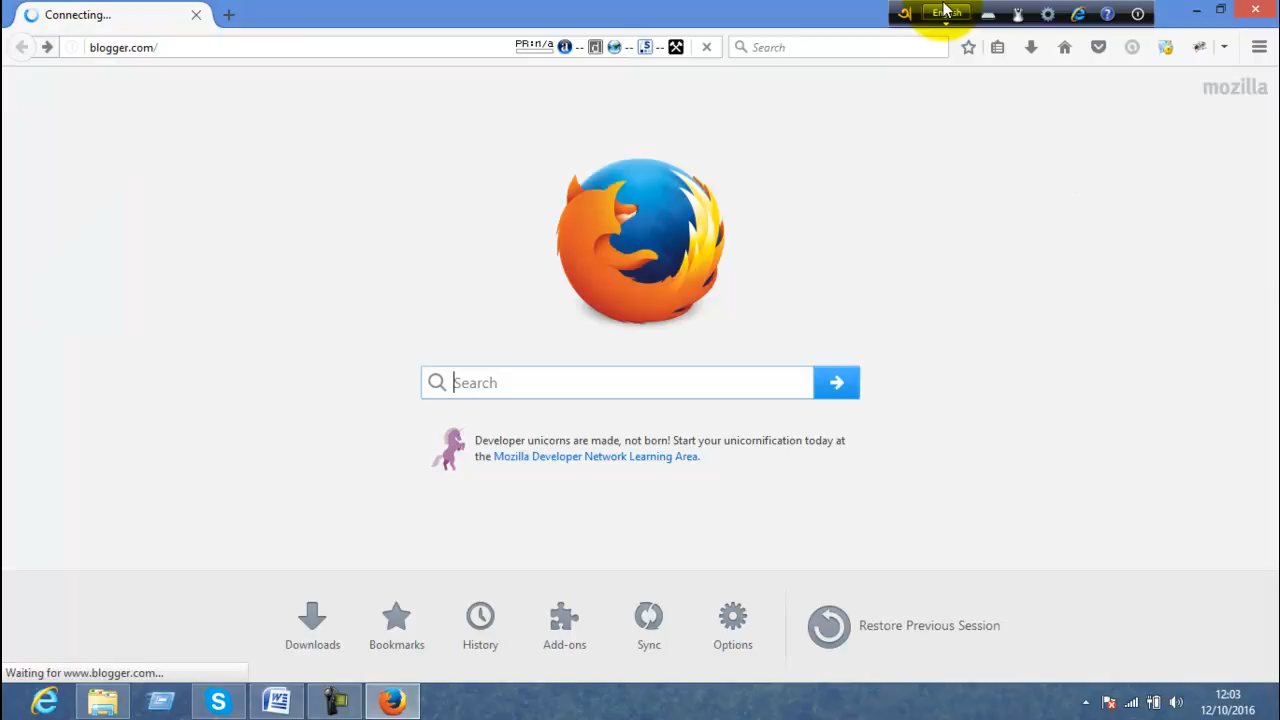 Connecting...
অ English
blogger.com/
PR: n/a
a -- d -- S --
Search
mozilla
Search
Developer unicorns are made, not born! Start your unicornification today at
the Mozilla Developer Network Learning Area.
Downloads
Bookmarks
History
Add-ons
Sync
Options
Restore Previous Session
Waiting for www.blogger.com...
12:03
12/10/2016